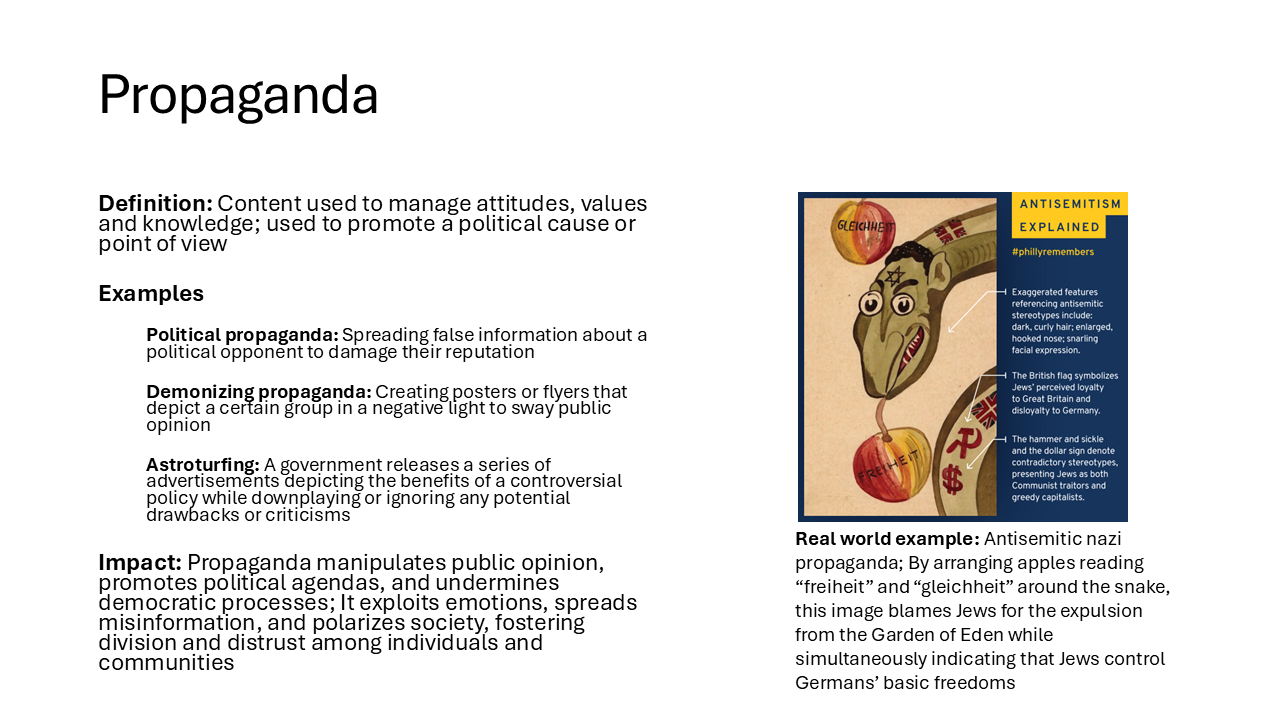 Propaganda
Definition: Content used to manage attitudes, values
and knowledge; used to promote a political cause or
point of view
Examples
Political propaganda: Spreading false information about a
political opponent to damage their reputation
Demonizing propaganda: Creating posters or flyers that
depict a certain group in a negative light to sway public
opinion
Astroturfing: A government releases a series of
advertisements depicting the benefits of a controversial
policy while downplaying or ignoring any potential
drawbacks or criticisms
Impact: Propaganda manipulates public opinion,
promotes political agendas, and undermines
democratic processes; It exploits emotions, spreads
misinformation, and polarizes society, fostering
division and distrust among individuals and
communities
GLEICHHEIT
FREIHEIT
$
ANTISEMITISM
EXPLAINED
#phillyremembers
Exaggerated features
referencing antisemitic
stereotypes include:
dark, curly hair; enlarged,
hooked nose; snarling
facial expression.
The British flag symbolizes
Jews' perceived loyalty
to Great Britain and
disloyalty to Germany.
The hammer and sickle
and the dollar sign denote
contradictory stereotypes,
presenting Jews as both
Communist traitors and
greedy capitalists.
Real world example: Antisemitic nazi
propaganda; By arranging apples reading
“freiheit” and “gleichheit” around the snake,
this image blames Jews for the expulsion
from the Garden of Eden while
simultaneously indicating that Jews control
Germans’ basic freedoms